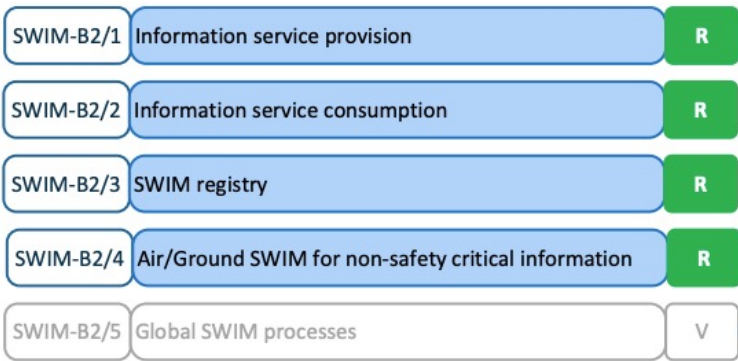 SWIM-B2/1 Information service provision R
SWIM-B2/2 Information service consumption R
SWIM-B2/3 SWIM registry R
SWIM-B2/4 Air/Ground SWIM for non-safety critical information R
SWIM-B2/5 Global SWIM processes V